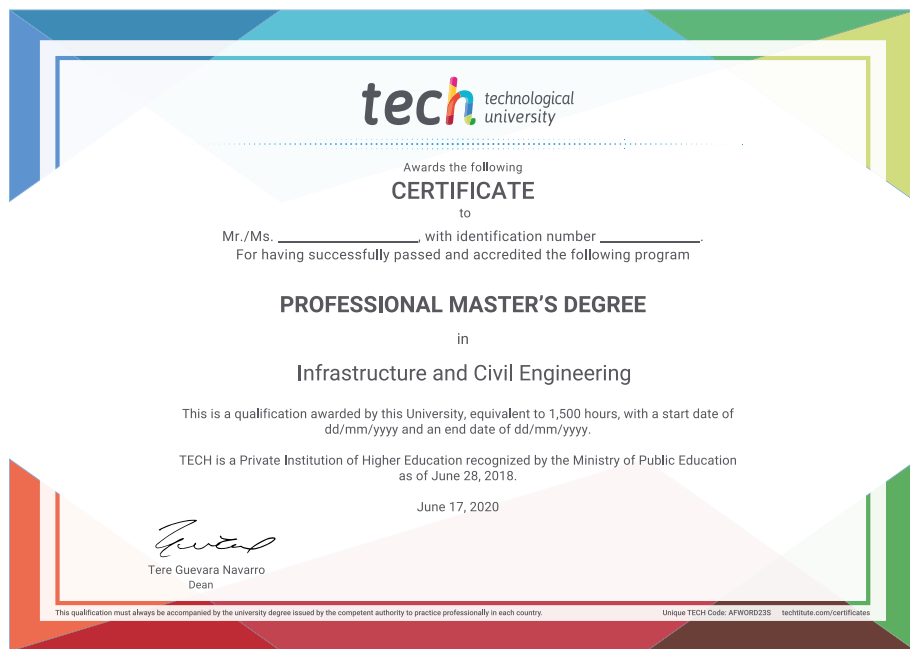 tech technological
university
Awards the following
CERTIFICATE
to
Mr./Ms. ____________________, with identification number ______________.
For having successfully passed and accredited the following program
PROFESSIONAL MASTER’S DEGREE
in
Infrastructure and Civil Engineering
This is a qualification awarded by this University, equivalent to 1,500 hours, with a start date of
dd/mm/yyyy and an end date of dd/mm/yyyy.
TECH is a Private Institution of Higher Education recognized by the Ministry of Public Education
as of June 28, 2018.
June 17, 2020
Tere Guevara Navarro
Dean
This qualification must always be accompanied by the university degree issued by the competent authority to practice professionally in each country. Unique TECH Code: AFWORD23S techtitute.com/certificates